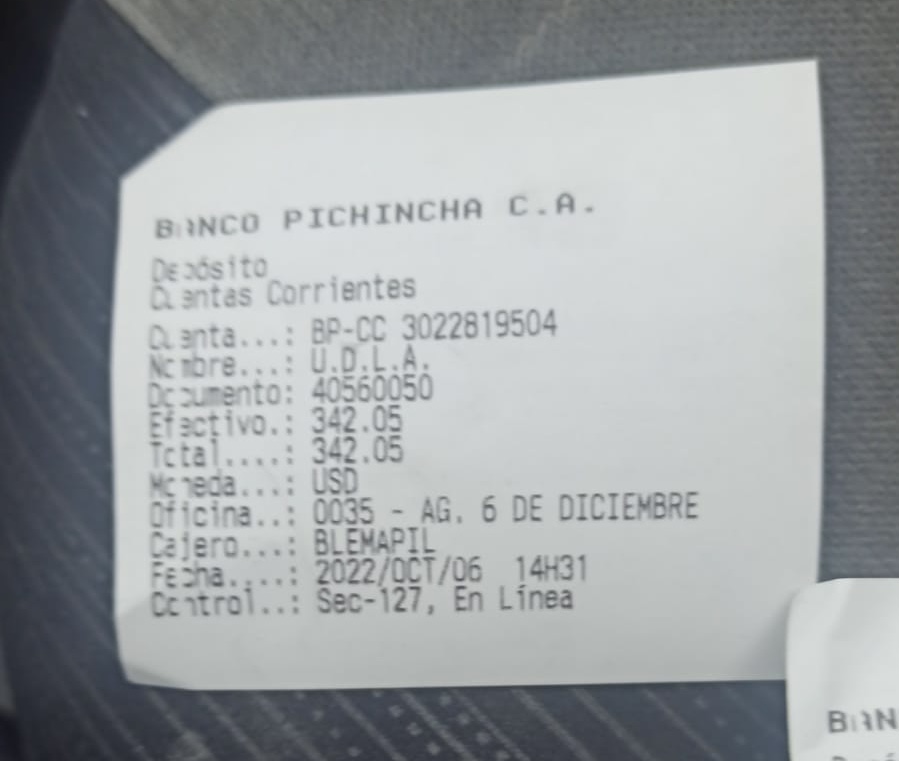 BANCO PICHINCHA C.A.
Depósito
Cuentas Corrientes
Cuenta...: BP-CC 3022819504
Nombre...: U.D.L.A.
Documento: 40560050
Efectivo.: 342.05
Total....: 342.05
Moneda...: USD
Oficina..: 0035 - AG. 6 DE DICIEMBRE
Cajero...: BLEMAPIL
Fecha....: 2022/OCT/06 14H31
Control..: Sec-127, En Línea
BAN